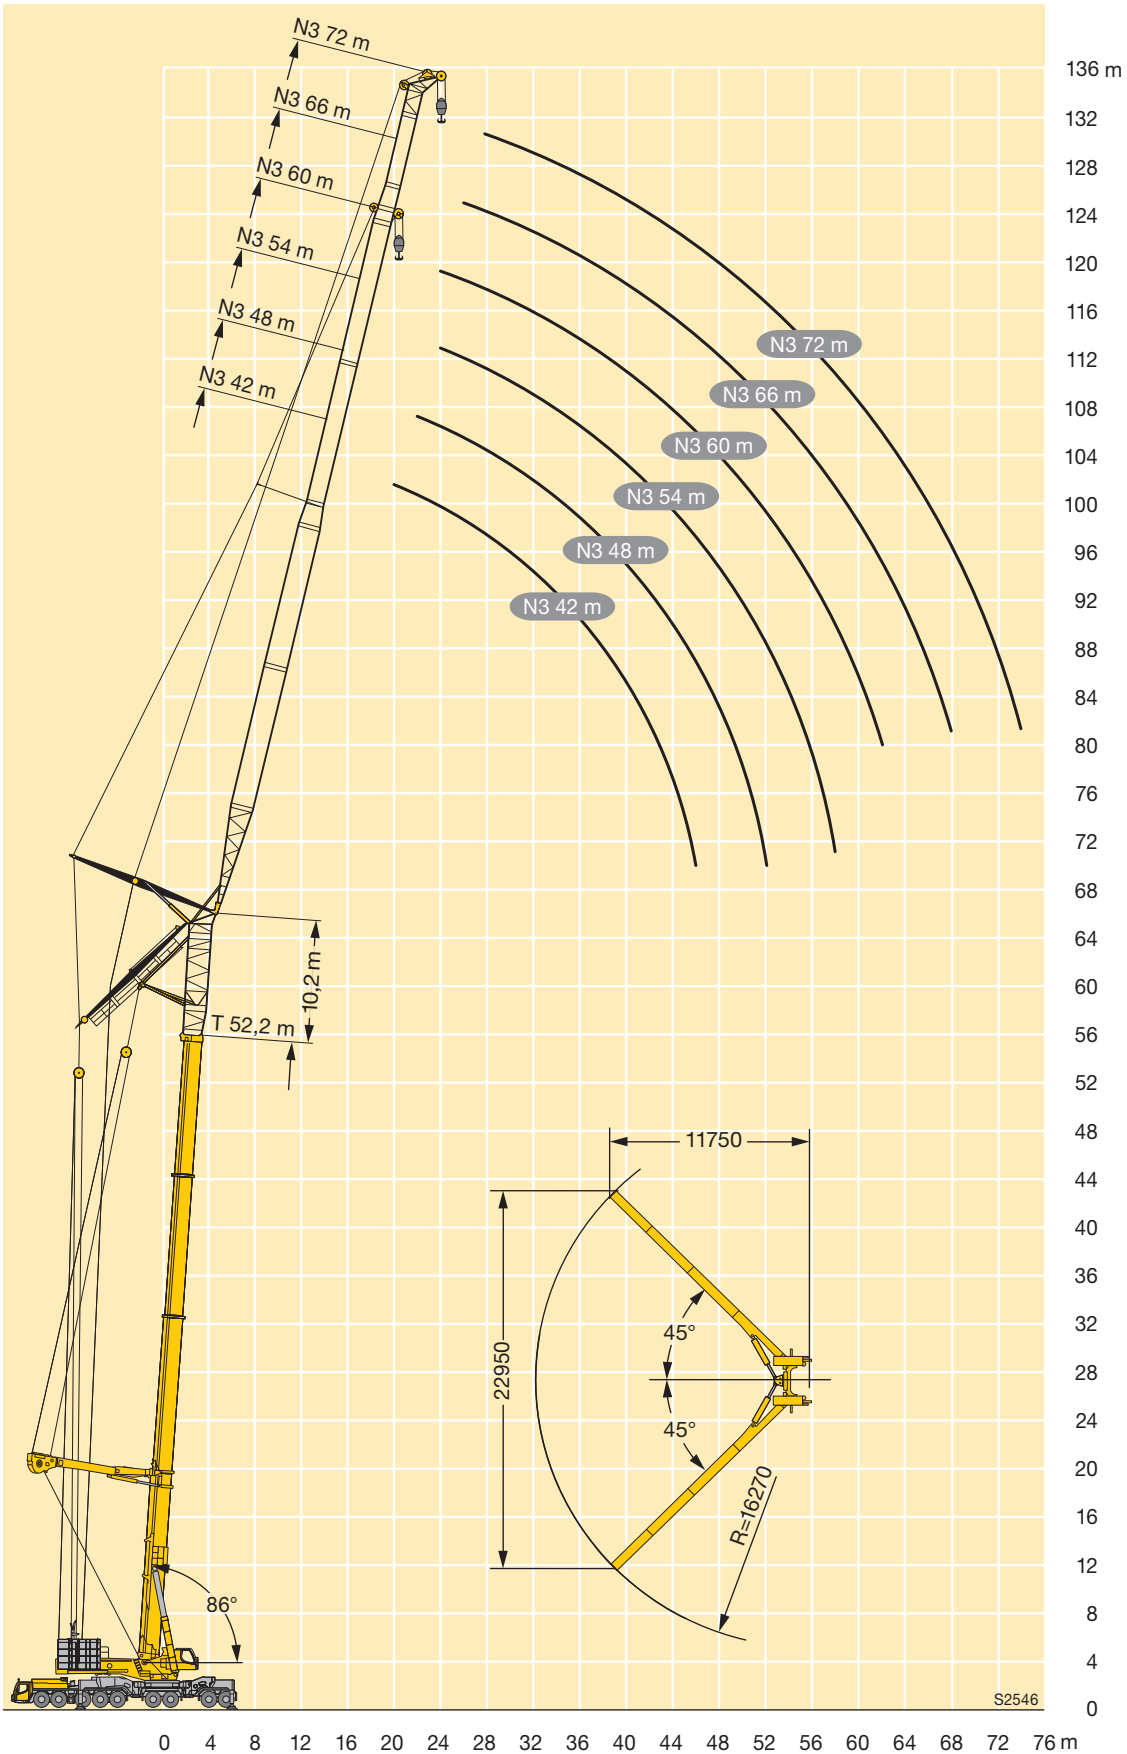 N3 72 m
N3 66 m
N3 60 m
N3 54 m
N3 48 m
N3 42 m
136 m
132
128
124
120
116
112
108
104
100
96
92
88
84
80
76
72
68
64
60
56
52
48
44
40
36
32
28
24
20
16
12
8
4
0
N3 72 m
N3 66 m
N3 60 m
N3 54 m
N3 48 m
N3 42 m
10,2 m
T 52,2 m
11750
22950
45°
45°
R=16270
86°
S2546
0 4 8 12 16 20 24 28 32 36 40 44 48 52 56 60 64 68 72 76 m